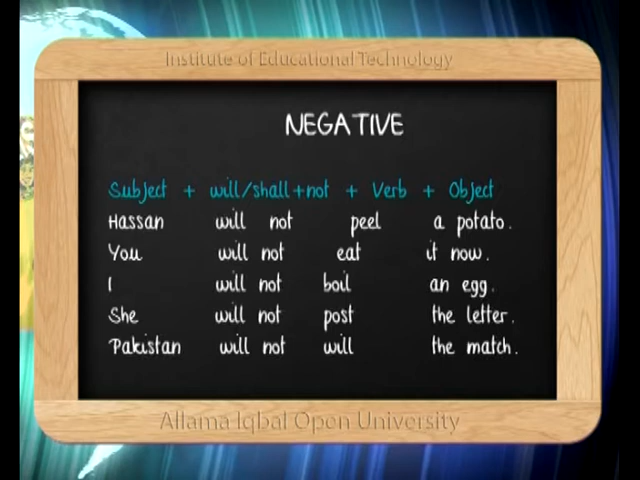 Institute of Educational Technology
NEGATIVE
Subject + will/shall+not + Verb + Object
Hassan will not peel a potato.
You will not eat it now.
I will not boil an egg.
She will not post the letter.
Pakistan will not will the match.
Allama Iqbal Open University